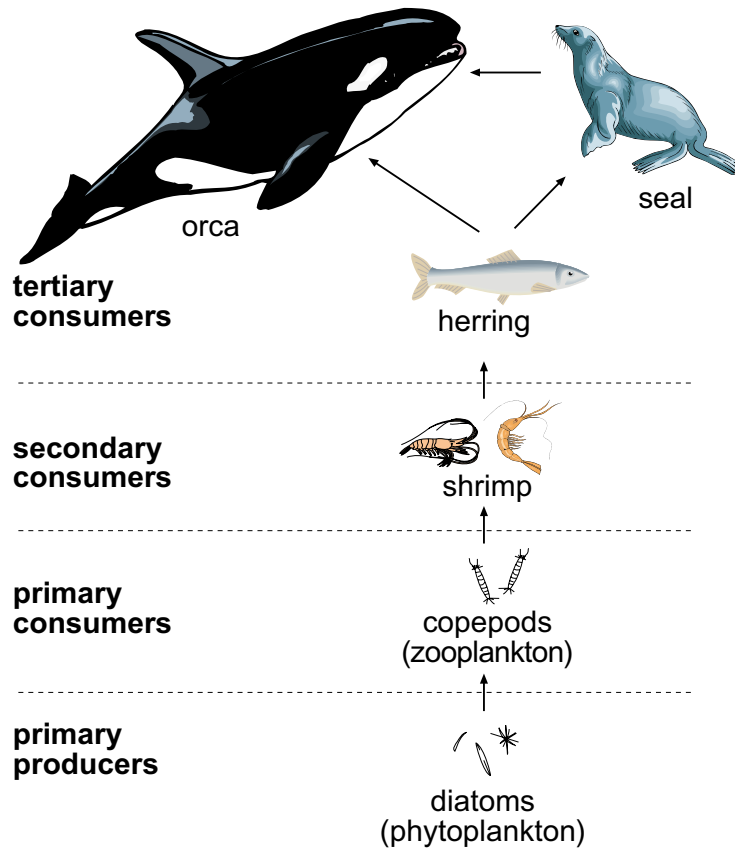 orca
seal
tertiary
consumers
herring
secondary
consumers
shrimp
primary
consumers
copepods
(zooplankton)
primary
producers
diatoms
(phytoplankton)